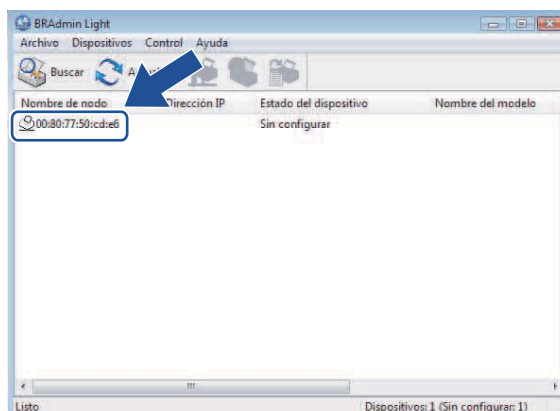 BRAdmin Light
Archivo Dispositivos Control Ayuda
Buscar
Nombre de nodo Dirección IP Estado del dispositivo Nombre del modelo
00:80:77:50:cd:e6 Sin configurar
Listo Dispositivos: 1 (Sin configurar: 1)